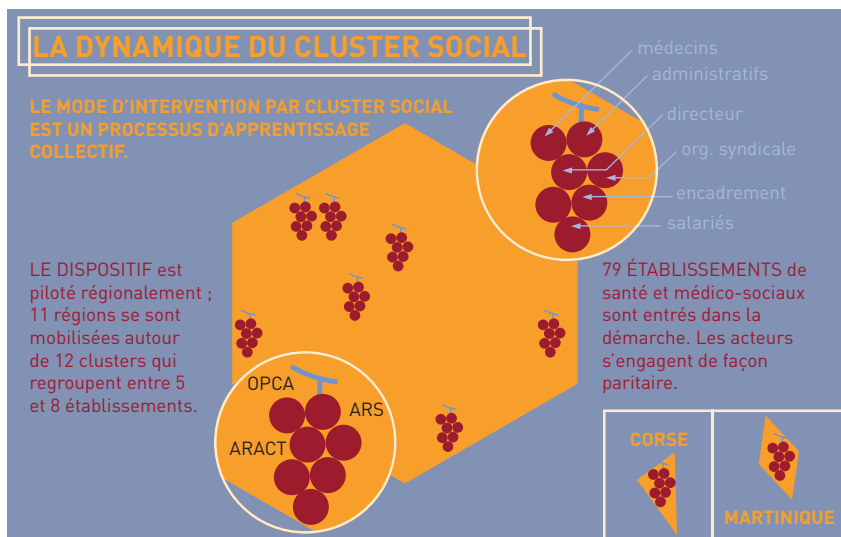 LA DYNAMIQUE DU CLUSTER SOCIAL
LE MODE D'INTERVENTION PAR CLUSTER SOCIAL
EST UN PROCESSUS D'APPRENTISSAGE
COLLECTIF.
médecins
administratifs
directeur
org. syndicale
encadrement
salariés
LE DISPOSITIF est
piloté régionalement ;
11 régions se sont
mobilisées autour
de 12 clusters qui
regroupent entre 5
et 8 établissements.
79 ÉTABLISSEMENTS de
santé et médico-sociaux
sont entrés dans la
démarche. Les acteurs
s'engagent de façon
paritaire.
OPCA
ARS
ARACT
CORSE
MARTINIQUE